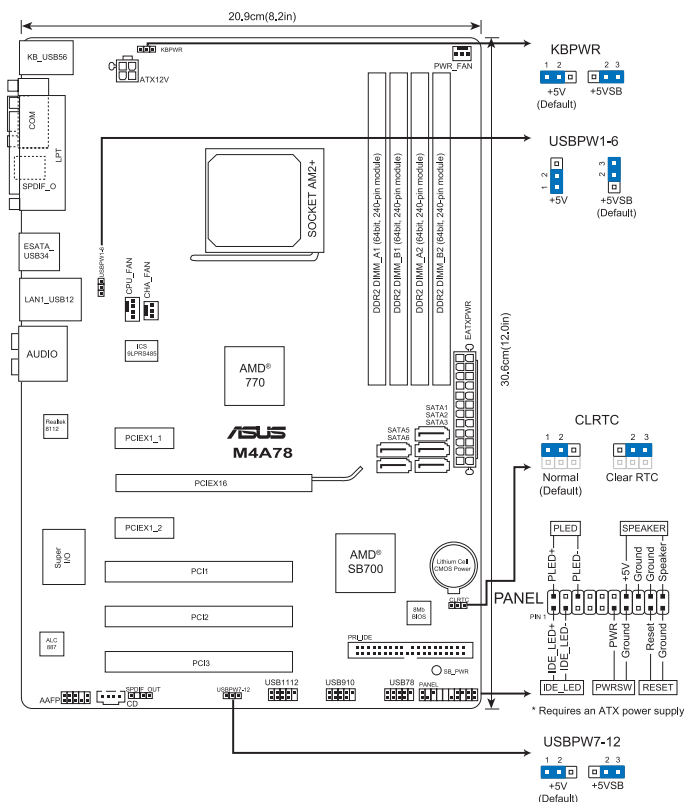 20.9cm(8.2in)
KB_USB56
KBPWR
ATX12V
PWR_FAN
COM
LPT
SPDIF_O
SOCKET AM2+
DDR2 DIMM_A1 (64bit, 240-pin module)
DDR2 DIMM_B1 (64bit, 240-pin module)
DDR2 DIMM_A2 (64bit, 240-pin module)
DDR2 DIMM_B2 (64bit, 240-pin module)
30.6cm(12.0in)
ESATA_
USB34
USBPW1-6
CPU_FAN
CHA_FAN
LAN1_USB12
AUDIO
ICS
9LPRS485
EATXPWR
AMD®
770
Realtek
8112
SATA1
SATA2
SATA3
SATA5
SATA6
PCIEX1_1
ASUS
M4A78
PCIEX16
PCIEX1_2
Super
I/O
AMD®
SB700
Lithium Cell
CMOS Power
PCI1
CLRTC
8Mb
BIOS
PCI2
ALC
887
PRI_IDE
PCI3
SB_PWR
AAFP
CD
SPDIF_OUT
USBPW7-12
USB1112
USB910
USB78
PANEL
KBPWR
1 2
2 3
+5V
(Default)
+5VSB
USBPW1-6
1 2
2 3
+5V
+5VSB
(Default)
CLRTC
1 2
2 3
Normal
(Default)
Clear RTC
PLED
SPEAKER
PLED+
PLED-
+5V
Ground
Ground
Speaker-
PANEL
PIN 1
IDE_LED+
IDE_LED-
PWR
Ground
Reset
Ground
IDE_LED
PWRSW
RESET
* Requires an ATX power supply
USBPW7-12
1 2
2 3
+5V
(Default)
+5VSB